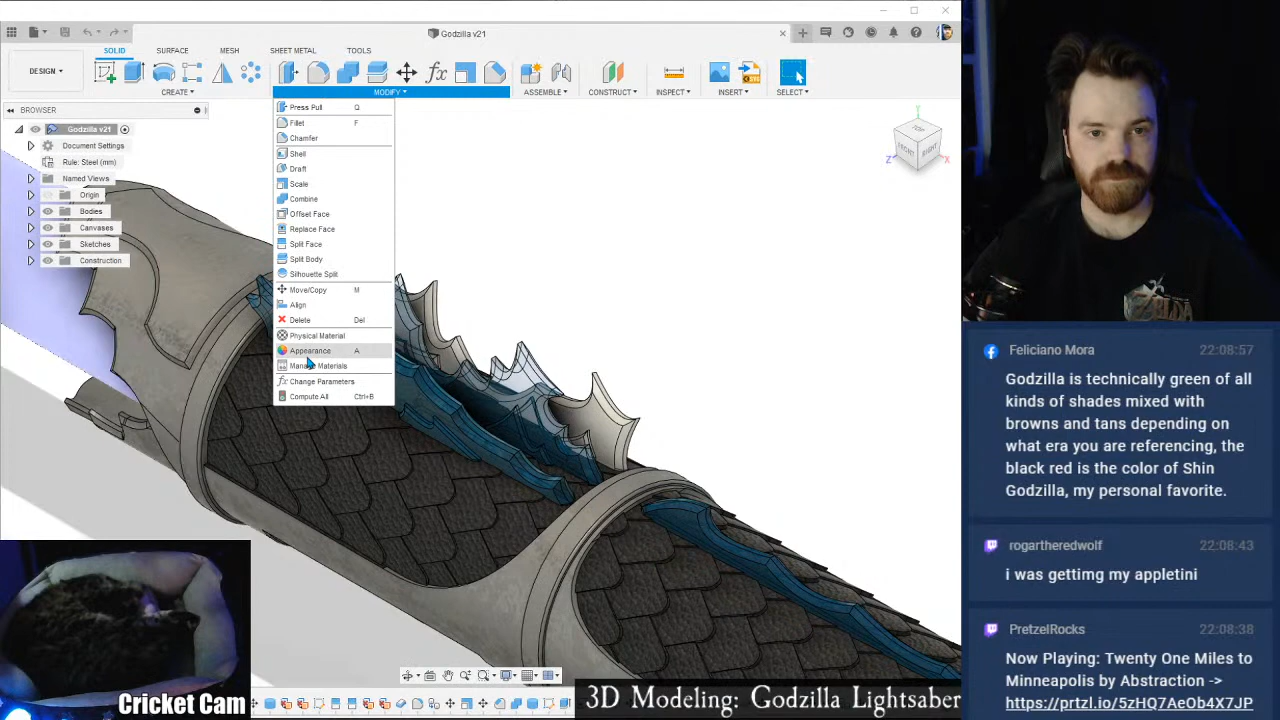 Godzilla v21
SOLID SURFACE MESH SHEET METAL TOOLS
DESIGN
CREATE MODIFY ASSEMBLE CONSTRUCT INSPECT INSERT SELECT
BROWSER
Godzilla v21
Document Settings
Rule: Steel (mm)
Named Views
Origin
Bodies
Canvases
Sketches
Construction
Press Pull Q
Fillet F
Chamfer
Shell
Draft
Scale
Combine
Offset Face
Replace Face
Split Face
Split Body
Silhouette Split
Move/Copy M
Align
Delete Del
Physical Material
Appearance A
Manage Materials
Change Parameters
Compute All Ctrl+B
Y
TOP
FRONT
RIGHT
Z
X
Feliciano Mora 22:08:57
Godzilla is technically green of all
kinds of shades mixed with
browns and tans depending on
what era you are referencing, the
black red is the color of Shin
Godzilla, my personal favorite.
rogartheredwolf 22:08:43
i was gettimg my appletini
PretzelRocks 22:08:38
Now Playing: Twenty One Miles to
Minneapolis by Abstraction ->
https://prtzl.io/5zHQ7AeOb4X7JP
Cricket Cam
3D Modeling: Godzilla Lightsaber